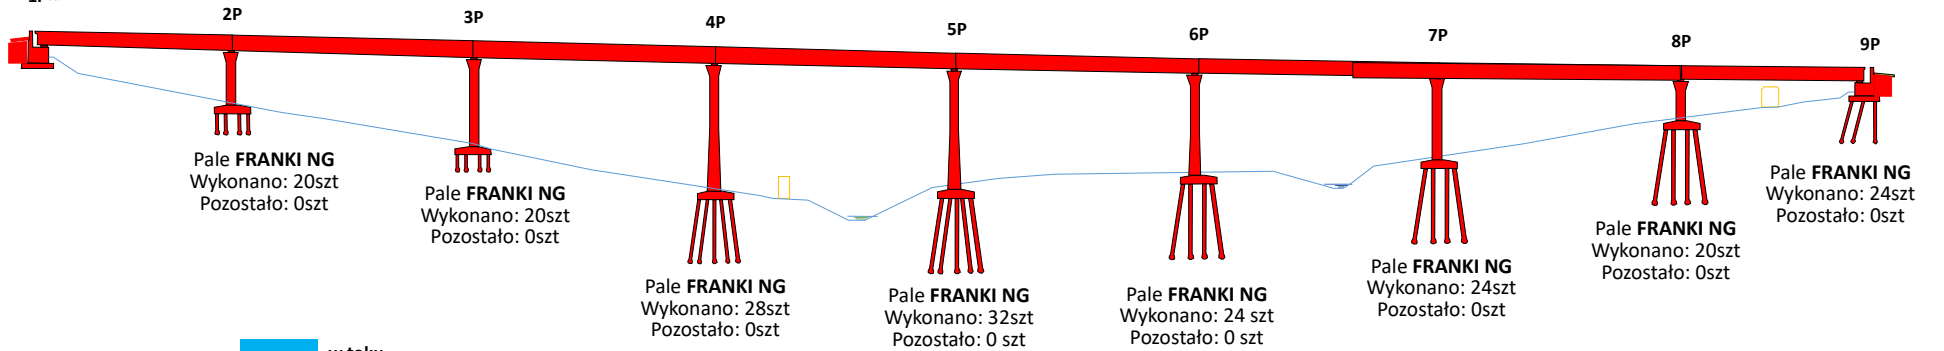 2P
3P
4P
5P
6P
7P
8P
9P
Pale FRANKI NG
Wykonano: 20szt
Pozostało: 0szt
Pale FRANKI NG
Wykonano: 20szt
Pozostało: 0szt
Pale FRANKI NG
Wykonano: 28szt
Pozostało: 0szt
Pale FRANKI NG
Wykonano: 32szt
Pozostało: 0 szt
Pale FRANKI NG
Wykonano: 24 szt
Pozostało: 0 szt
Pale FRANKI NG
Wykonano: 24szt
Pozostało: 0szt
Pale FRANKI NG
Wykonano: 20szt
Pozostało: 0szt
Pale FRANKI NG
Wykonano: 24szt
Pozostało: 0szt